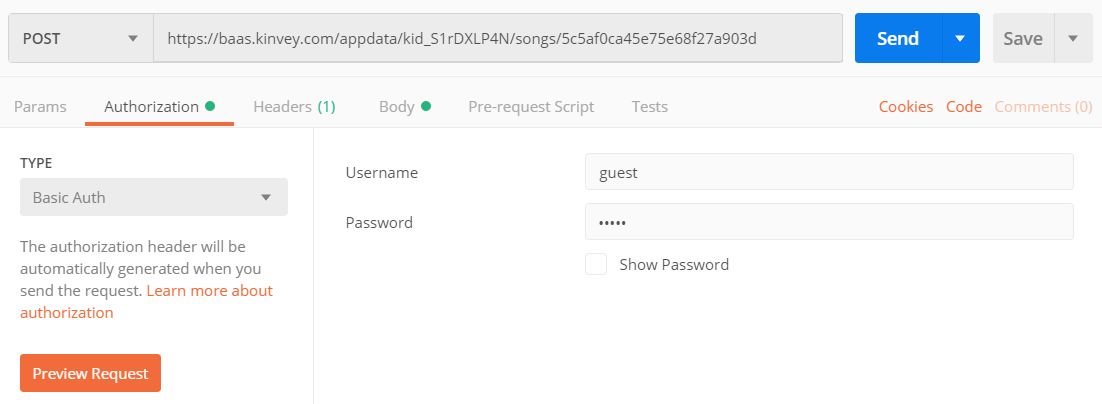 POST https://baas.kinvey.com/appdata/kid_S1rDXLP4N/songs/5c5af0ca45e75e68f27a903d Send Save
Params Authorization Headers (1) Body Pre-request Script Tests Cookies Code Comments (0)
TYPE
Basic Auth
The authorization header will be
automatically generated when you
send the request. Learn more about
authorization
Preview Request
Username guest
Password •••••
Show Password